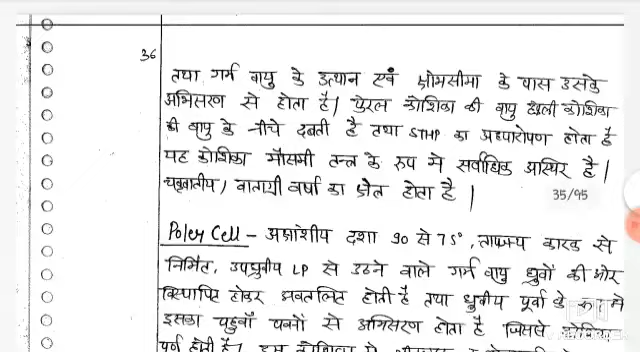 36
तथा गर्म वायु के उत्थान एवं क्षोभसीमा के पास उसके
अभिसरण से होता है। फेरल कोशिका की वायु हैडली कोशिका
की वायु के नीचे दबती है तथा STHP का अध्यारोपण होता है
यह कोशिका मौसमी तन्त्र के रूप में सर्वाधिक अस्थिर है।
चक्रवातीय / वाताग्री वर्षा का क्षेत्र होता है |
35/95
Poler Cell - अक्षांशीय दशा 90 से 75°, तापजन्य कारक से
निर्मित, उपध्रुवीय LP से उठने वाले गर्म वायु ध्रुवों की ओर
विस्थापित होकर अवतलित होती है तथा ध्रुवीय पूर्वा के रूप में
इसका पछुवाँ पवनों से अभिसरण होता है जिससे कोशिका
पूर्ण होती है।